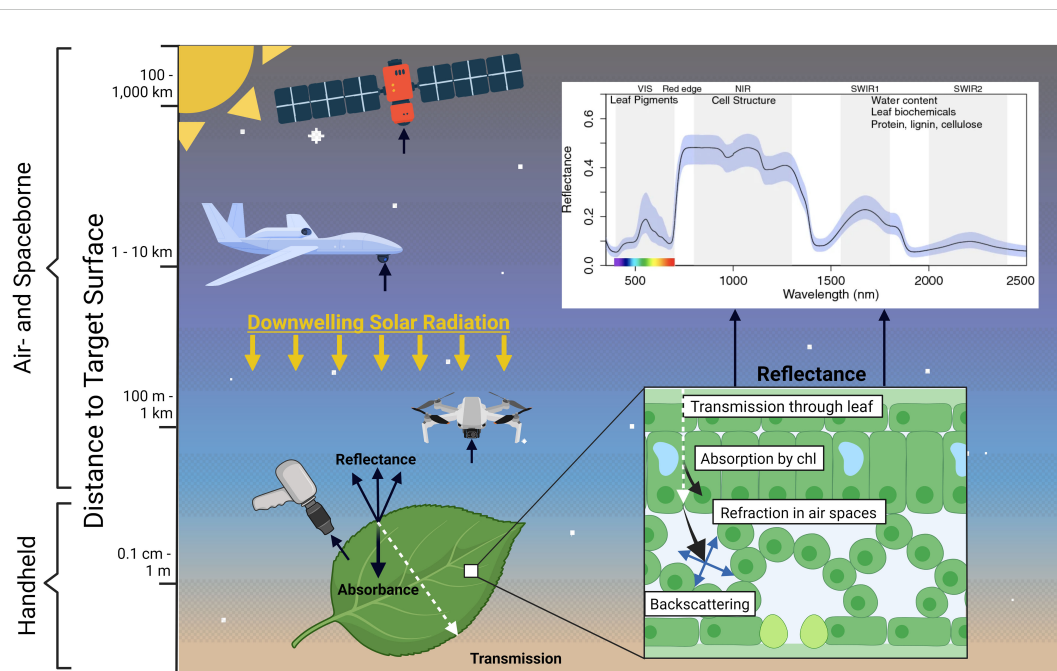 Air- and Spaceborne
Handheld
Distance to Target Surface
100 -
1,000 km
1 - 10 km
100 m -
1 km
0.1 cm -
1 m
Downwelling Solar Radiation
Reflectance
Absorbance
Transmission
VIS Red edge NIR SWIR1 SWIR2
Leaf Pigments Cell Structure Water content
Leaf biochemicals
Protein, lignin, cellulose
Reflectance
0.6
0.4
0.2
0.0
500 1000 1500 2000 2500
Wavelength (nm)
Reflectance
Transmission through leaf
Absorption by chl
Refraction in air spaces
Backscattering